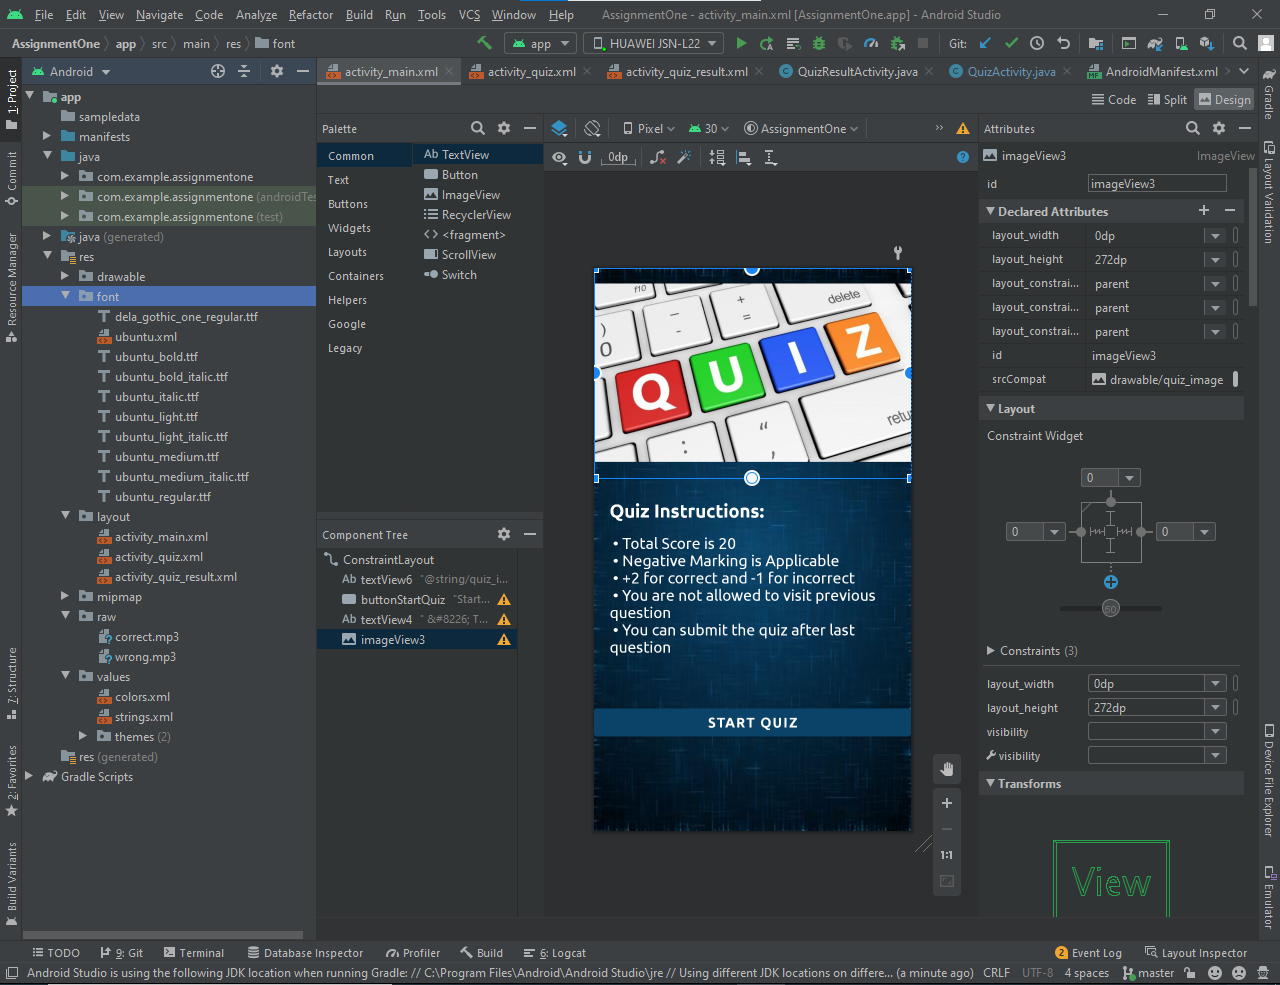 File Edit View Navigate Code Analyze Refactor Build Run Tools VCS Window Help AssignmentOne - activity_main.xml [AssignmentOne.app] - Android Studio
AssignmentOne app src main res font
app HUAWEI JSN-L22 Git:
1: Project
Commit
Resource Manager
7: Structure
2: Favorites
Build Variants
Android
app
sampledata
manifests
java
com.example.assignmentone
com.example.assignmentone (androidTes
com.example.assignmentone (test)
java (generated)
res
drawable
font
dela_gothic_one_regular.ttf
ubuntu.xml
ubuntu_bold.ttf
ubuntu_bold_italic.ttf
ubuntu_italic.ttf
ubuntu_light.ttf
ubuntu_light_italic.ttf
ubuntu_medium.ttf
ubuntu_medium_italic.ttf
ubuntu_regular.ttf
layout
activity_main.xml
activity_quiz.xml
activity_quiz_result.xml
mipmap
raw
correct.mp3
wrong.mp3
values
colors.xml
strings.xml
themes (2)
res (generated)
Gradle Scripts
activity_main.xml activity_quiz.xml activity_quiz_result.xml QuizResultActivity.java QuizActivity.java AndroidManifest.xml
Code Split Design
Palette
Common
Text
Buttons
Widgets
Layouts
Containers
Helpers
Google
Legacy
Ab TextView
Button
ImageView
RecyclerView
<> <fragment>
ScrollView
Switch
Component Tree
ConstraintLayout
Ab textView6 "@string/quiz_i...
buttonStartQuiz "Start...
Ab textView4 " &#8226; T...
imageView3
Pixel 30 AssignmentOne »
0dp
f10
delete
+
=
)
0
Q U I Z
:
“
,
retu
Quiz Instructions:
• Total Score is 20
• Negative Marking is Applicable
• +2 for correct and -1 for incorrect
• You are not allowed to visit previous
question
• You can submit the quiz after last
question
START QUIZ
+
1:1
Attributes
imageView3 ImageView
id imageView3
Declared Attributes
layout_width 0dp
layout_height 272dp
layout_constrai... parent
layout_constrai... parent
layout_constrai... parent
id imageView3
srcCompat drawable/quiz_image
Layout
Constraint Widget
0
0 0
50
Constraints (3)
layout_width 0dp
layout_height 272dp
visibility
visibility
Transforms
View
Gradle
Layout Validation
Device File Explorer
Emulator
TODO 9: Git Terminal Database Inspector Profiler Build 6: Logcat 2 Event Log Layout Inspector
Android Studio is using the following JDK location when running Gradle: // C:\Program Files\Android\Android Studio\jre // Using different JDK locations on differe... (a minute ago) CRLF UTF-8 4 spaces master